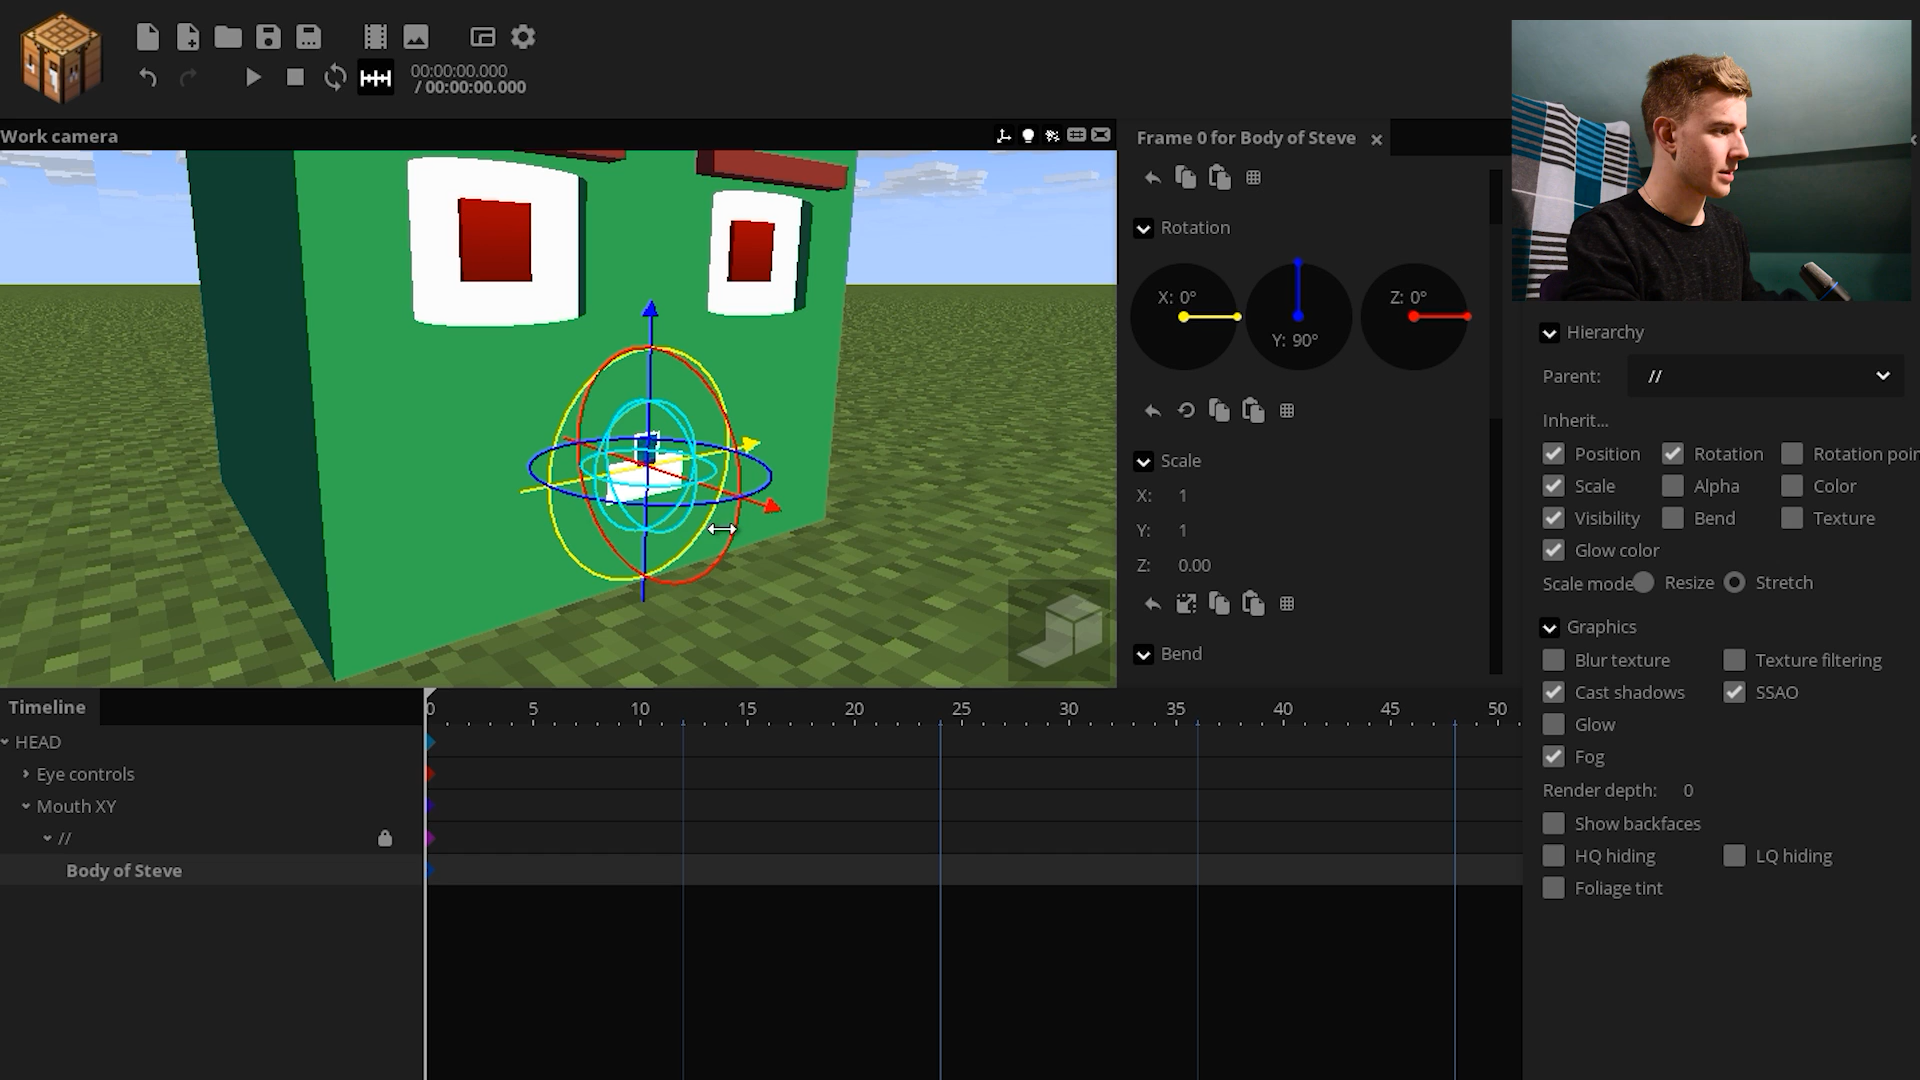 00:00:00.000
/ 00:00:00.000
Work camera
Frame 0 for Body of Steve
Rotation
X: 0°
Y: 90°
Z: 0°
Scale
X: 1
Y: 1
Z: 0.00
Bend
Hierarchy
Parent: //
Inherit...
Position Rotation Rotation poin
Scale Alpha Color
Visibility Bend Texture
Glow color
Scale mode Resize Stretch
Graphics
Blur texture Texture filtering
Cast shadows SSAO
Glow
Fog
Render depth: 0
Show backfaces
HQ hiding LQ hiding
Foliage tint
Timeline
0 5 10 15 20 25 30 35 40 45 50
HEAD
Eye controls
Mouth XY
//
Body of Steve